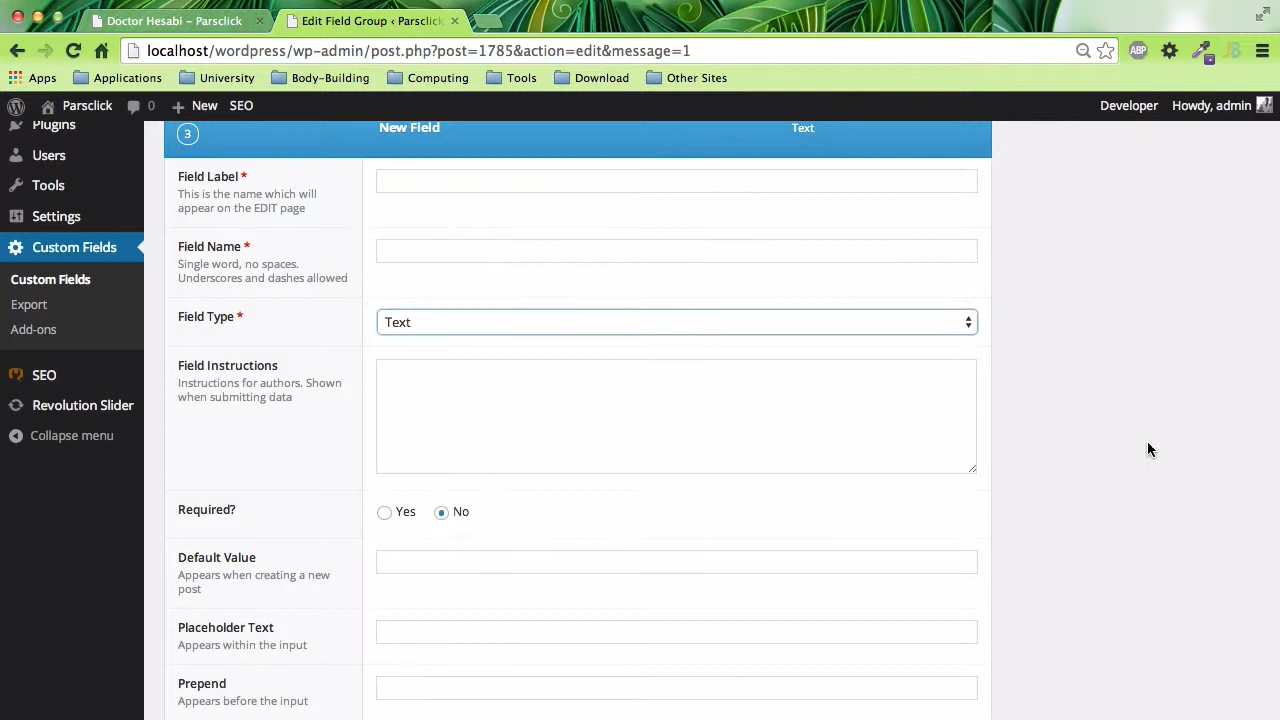 Doctor Hesabi - Parsclick
Edit Field Group ‹ Parsclick
localhost/wordpress/wp-admin/post.php?post=1785&action=edit&message=1
ABP
Apps Applications University Body-Building Computing Tools Download Other Sites
Parsclick 0 New SEO Developer Howdy, admin
Plugins
Users
Tools
Settings
Custom Fields
Custom Fields
Export
Add-ons
SEO
Revolution Slider
Collapse menu
3 New Field Text
Field Label *
This is the name which will
appear on the EDIT page
Field Name *
Single word, no spaces.
Underscores and dashes allowed
Field Type *
Text
Field Instructions
Instructions for authors. Shown
when submitting data
Required?
Yes No
Default Value
Appears when creating a new
post
Placeholder Text
Appears within the input
Prepend
Appears before the input